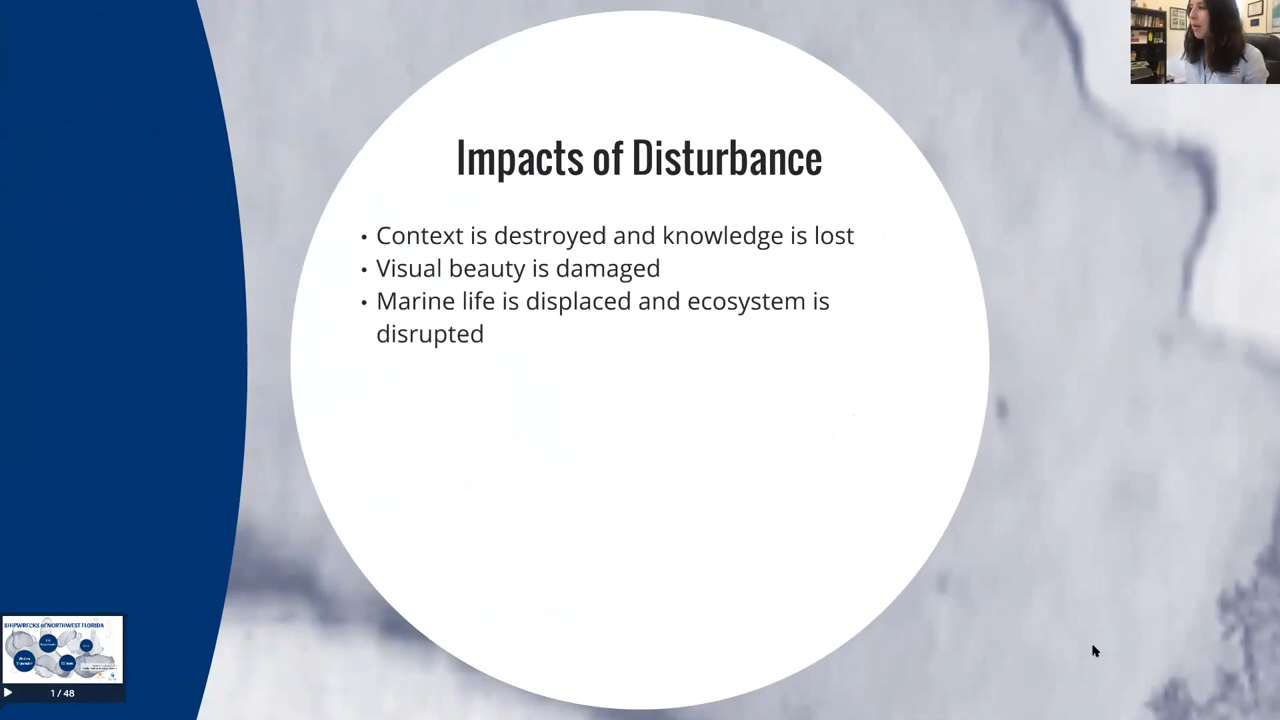 Impacts of Disturbance
• Context is destroyed and knowledge is lost
• Visual beauty is damaged
• Marine life is displaced and ecosystem is
disrupted
SHIPWRECKS of NORTHWEST FLORIDA
1 / 48